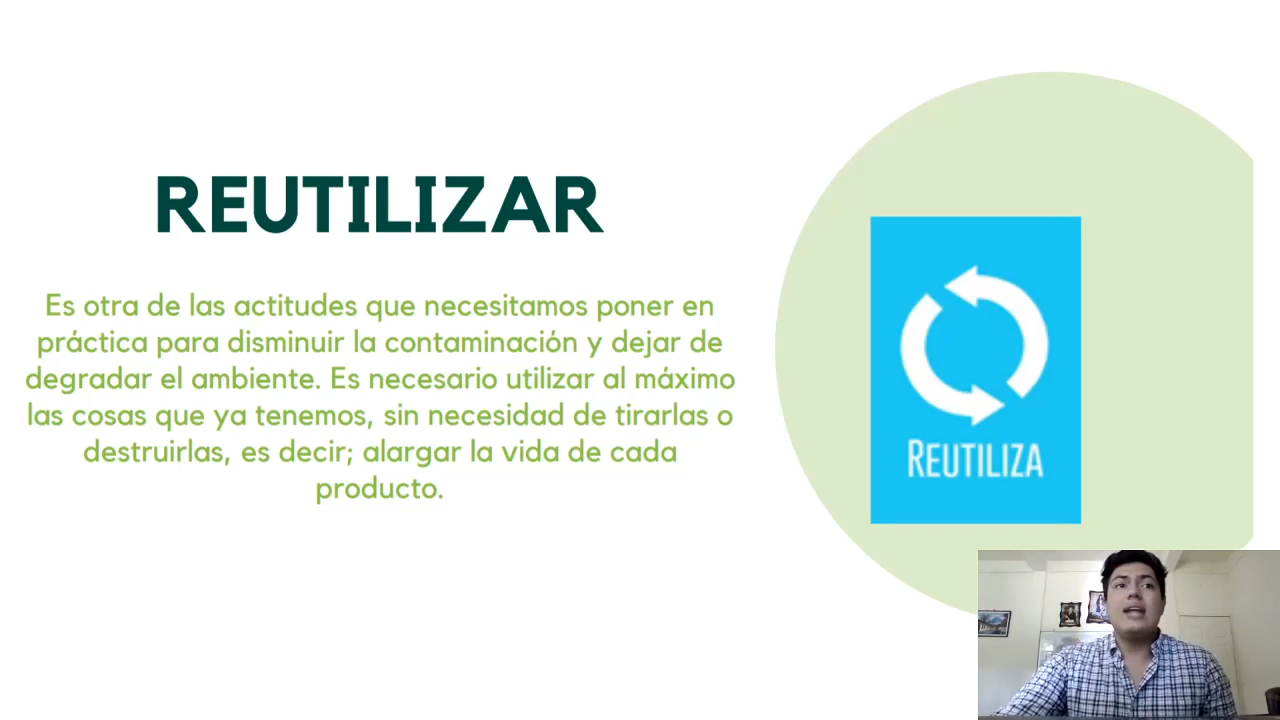 REUTILIZAR
Es otra de las actitudes que necesitamos poner en
práctica para disminuir la contaminación y dejar de
degradar el ambiente. Es necesario utilizar al máximo
las cosas que ya tenemos, sin necesidad de tirarlas o
destruirlas, es decir; alargar la vida de cada
producto.
REUTILIZA